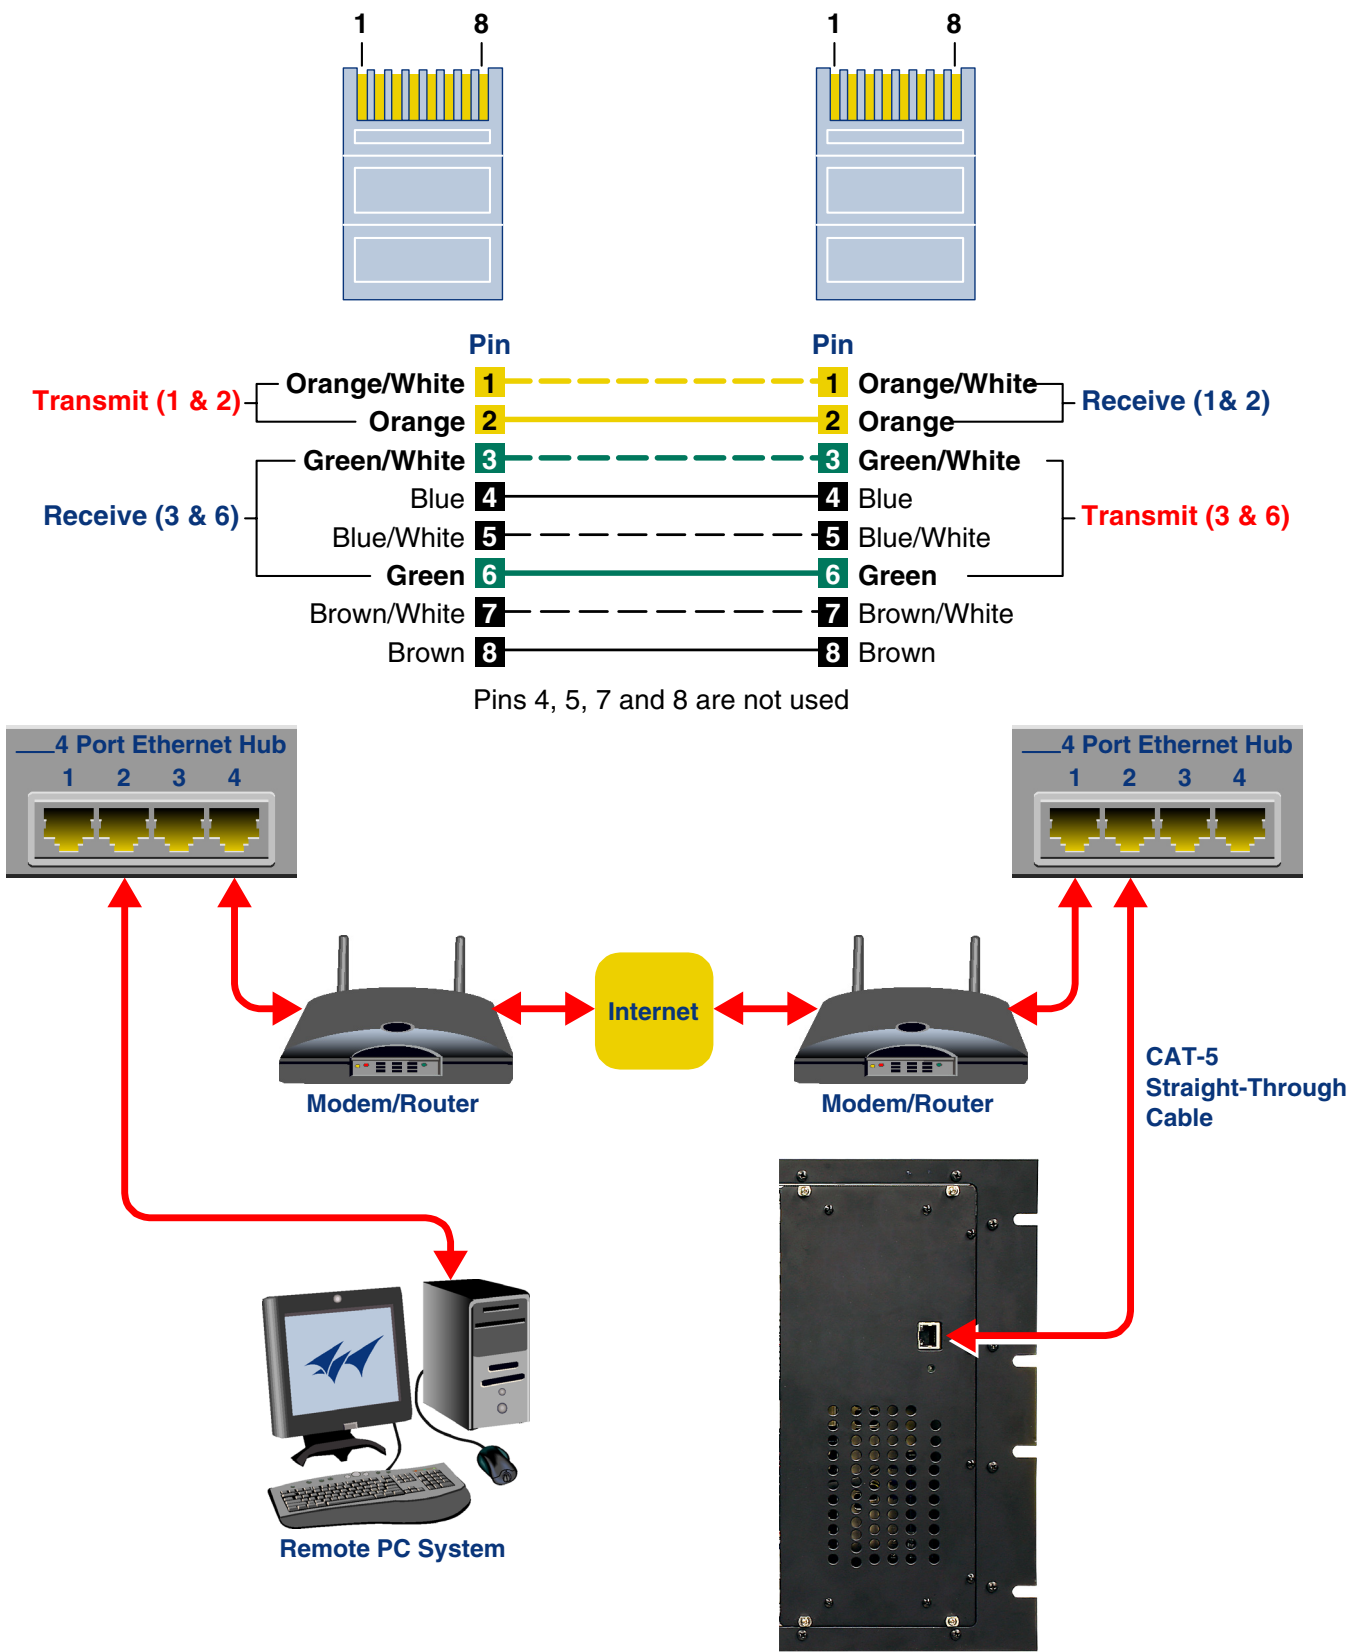 1 8 1 8
Pin Pin
Transmit (1 & 2)
Orange/White 1 1 Orange/White
Orange 2 2 Orange
Receive (1& 2)
Green/White 3 3 Green/White
Blue 4 4 Blue
Receive (3 & 6)
Transmit (3 & 6)
Blue/White 5 5 Blue/White
Green 6 6 Green
Brown/White 7 7 Brown/White
Brown 8 8 Brown
Pins 4, 5, 7 and 8 are not used
4 Port Ethernet Hub
1 2 3 4
4 Port Ethernet Hub
1 2 3 4
Internet
Modem/Router
Modem/Router
CAT-5
Straight-Through
Cable
Remote PC System